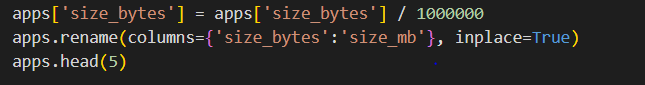 apps['size_bytes'] = apps['size_bytes'] / 1000000
apps.rename(columns={'size_bytes':'size_mb'}, inplace=True)
apps.head(5)